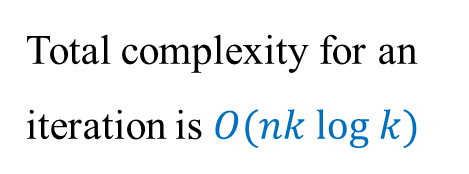 Total complexity for an
iteration is O(nk log k)